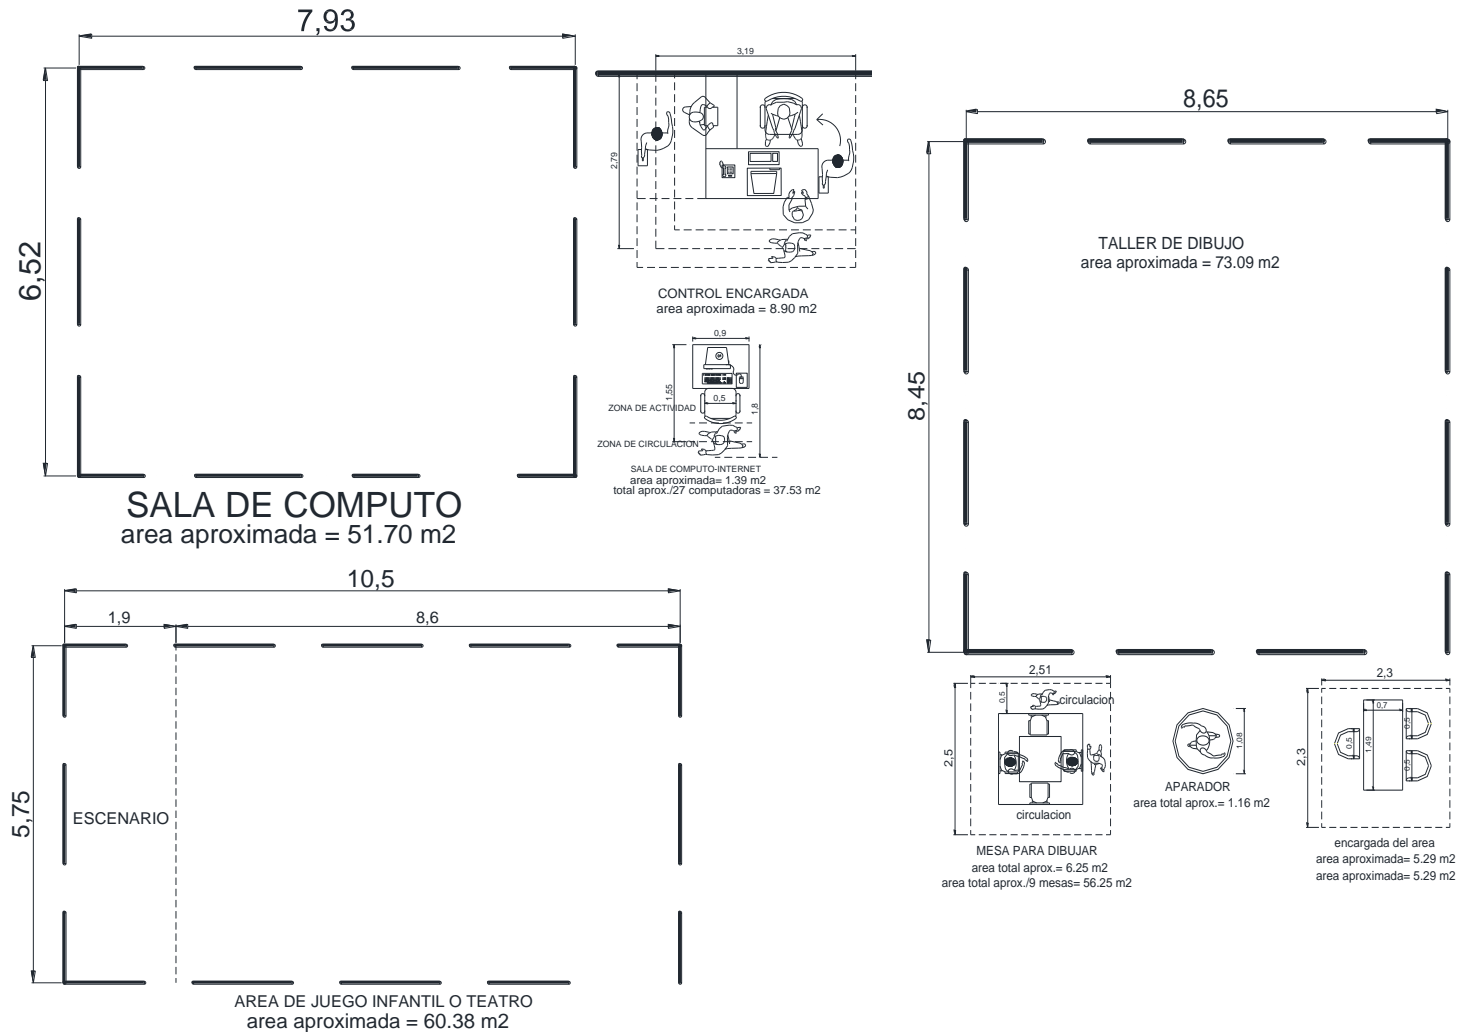 7,93
6,52
SALA DE COMPUTO
area aproximada = 51.70 m2
3,19
2,79
CONTROL ENCARGADA
area aproximada = 8.90 m2
0,9
1,55
0,5
1,8
ZONA DE ACTIVIDAD
ZONA DE CIRCULACION
SALA DE COMPUTO-INTERNET
area aproximada= 1.39 m2
total aprox./27 computadoras = 37.53 m2
8,65
8,45
TALLER DE DIBUJO
area aproximada = 73.09 m2
10,5
1,9
8,6
5,75
ESCENARIO
AREA DE JUEGO INFANTIL O TEATRO
area aproximada = 60.38 m2
2,51
0,5
circulacion
2,5
circulacion
MESA PARA DIBUJAR
area total aprox.= 6.25 m2
area total aprox./9 mesas= 56.25 m2
1,08
APARADOR
area total aprox.= 1.16 m2
2,3
0,7
0,5
0,5
1,49
0,5
2,3
encargada del area
area aproximada= 5.29 m2
area aproximada= 5.29 m2